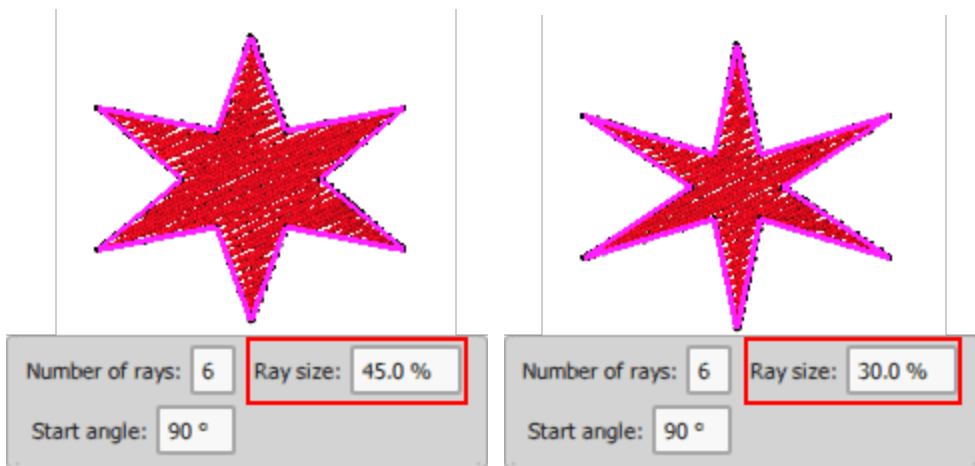 Number of rays: 6 Ray size: 45.0 %
Start angle: 90 °
Number of rays: 6 Ray size: 30.0 %
Start angle: 90 °